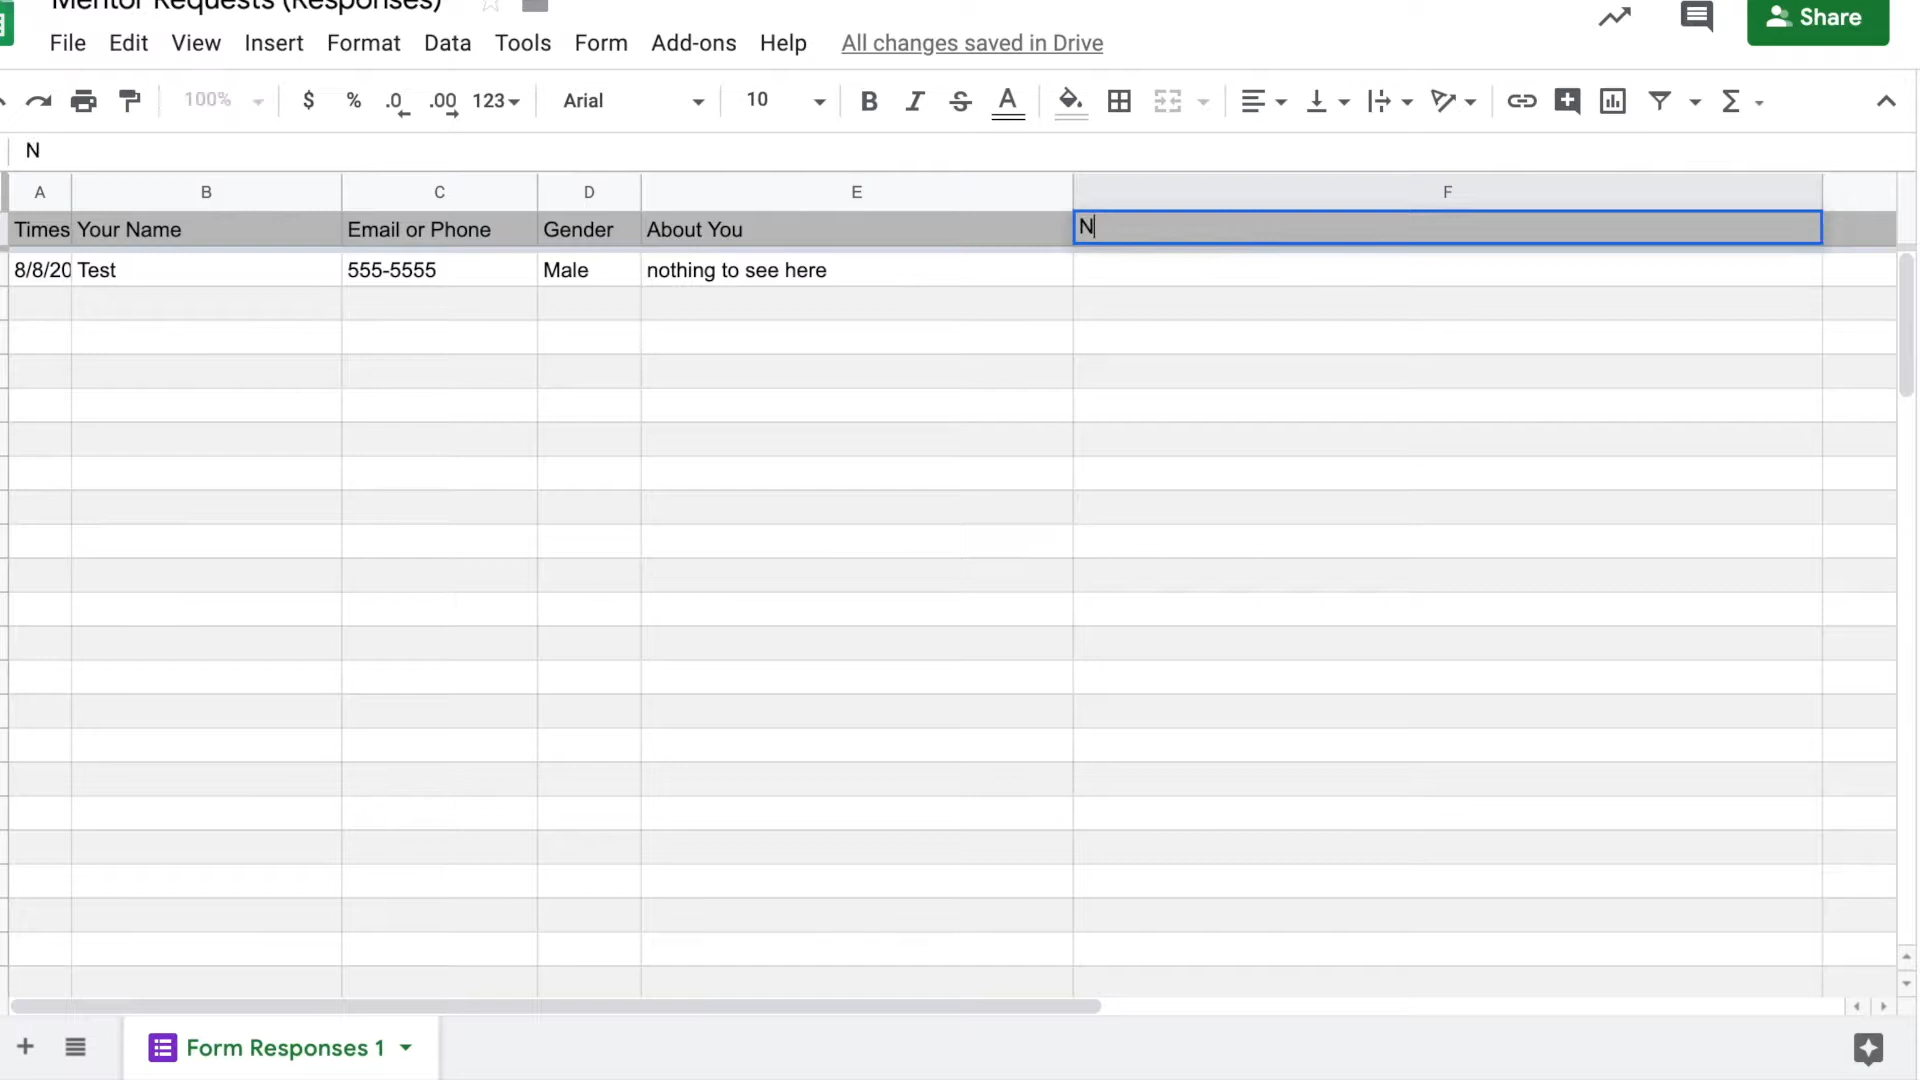 Mentor Requests (Responses)
File Edit View Insert Format Data Tools Form Add-ons Help All changes saved in Drive
Share
100% $ % .0 .00 123 Arial 10 B I S A Σ
N
A B C D E F
Times Your Name Email or Phone Gender About You N
8/8/20 Test 555-5555 Male nothing to see here
Form Responses 1